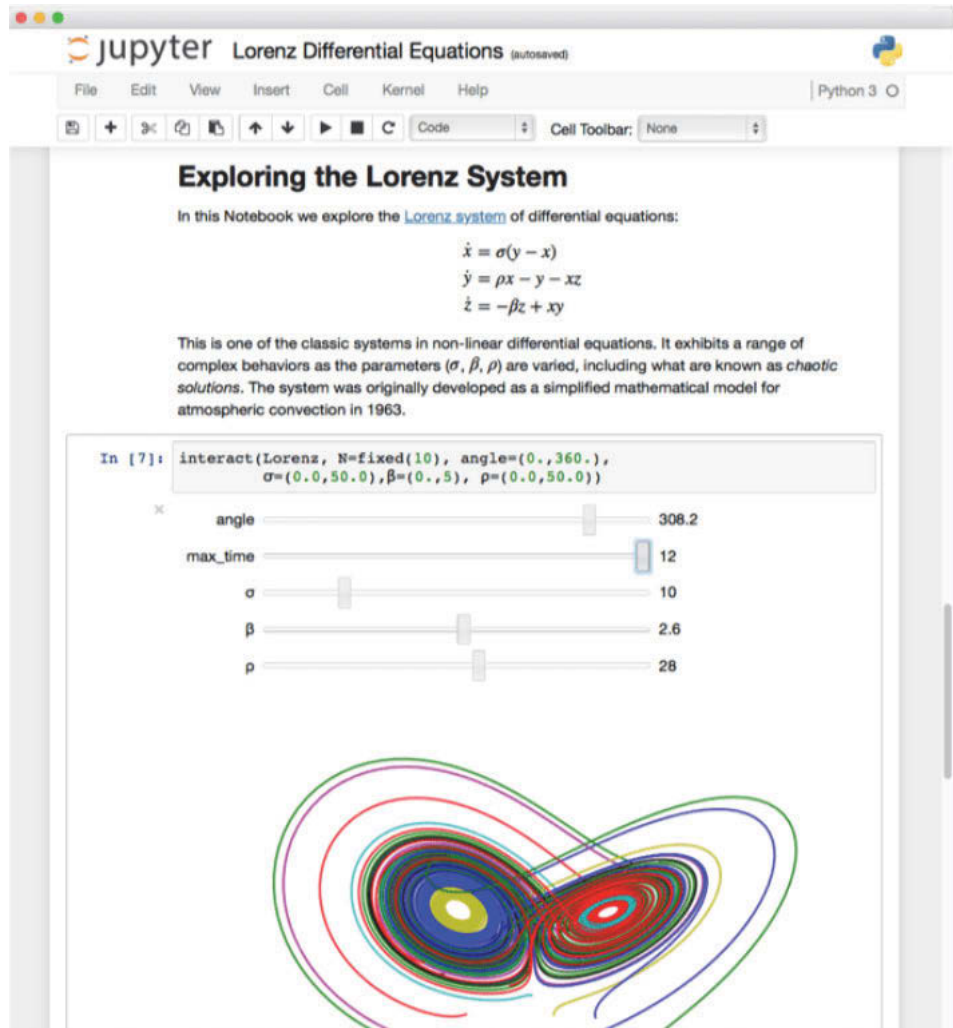 jupyter Lorenz Differential Equations (autosaved)
File Edit View Insert Cell Kernel Help Python 3
Code Cell Toolbar: None
Exploring the Lorenz System
In this Notebook we explore the Lorenz system of differential equations:
ẋ = σ(y − x)
ẏ = ρx − y − xz
ż = −βz + xy
This is one of the classic systems in non-linear differential equations. It exhibits a range of
complex behaviors as the parameters (σ, β, ρ) are varied, including what are known as chaotic
solutions. The system was originally developed as a simplified mathematical model for
atmospheric convection in 1963.
In [7]: interact(Lorenz, N=fixed(10), angle=(0.,360.),
σ=(0.0,50.0),β=(0.,5), ρ=(0.0,50.0))
angle 308.2
max_time 12
σ 10
β 2.6
ρ 28